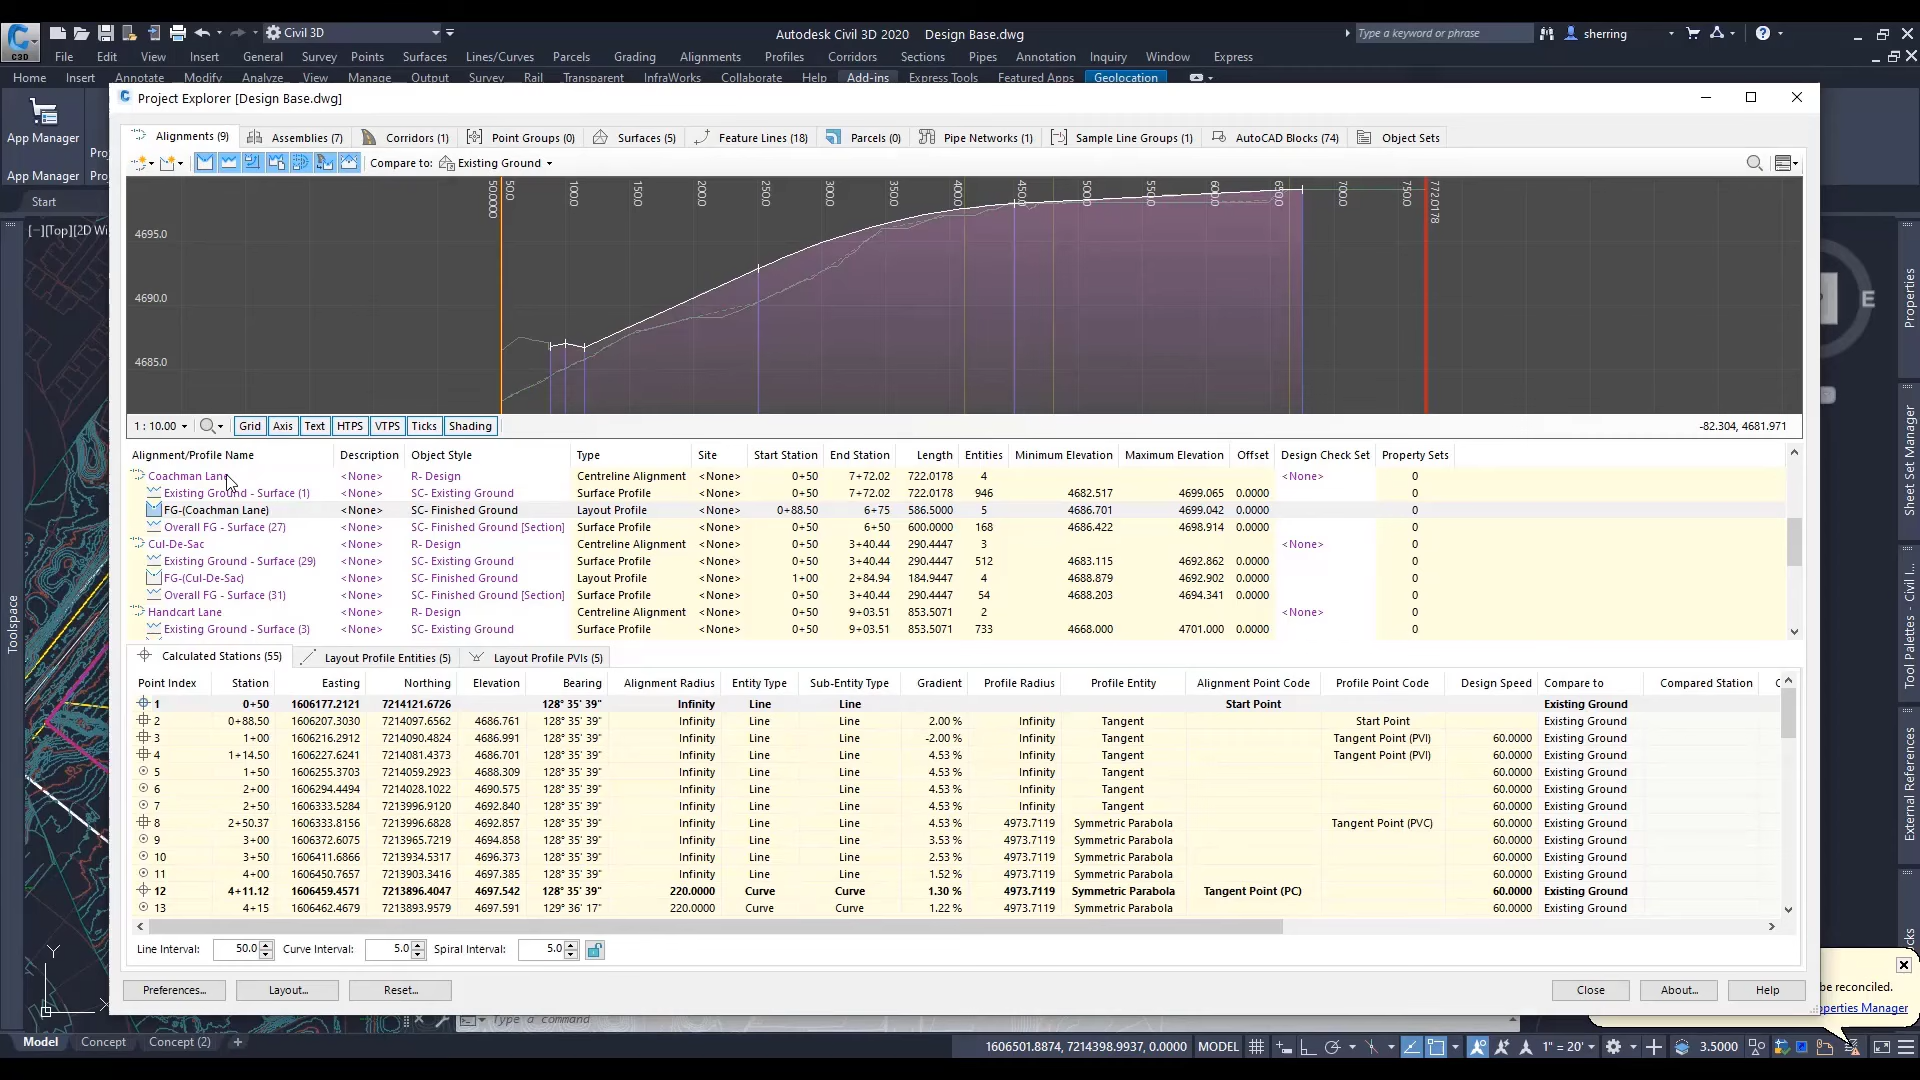 Civil 3D
Autodesk Civil 3D 2020 Design Base.dwg
Type a keyword or phrase
sherring
C3D
File Edit View Insert General Survey Points Surfaces Lines/Curves Parcels Grading Alignments Profiles Corridors Sections Pipes Annotation Inquiry Window Express
Home Insert Annotate Modify Analyze View Manage Output Survey Rail Transparent InfraWorks Collaborate Help Add-ins Express Tools Featured Apps Geolocation
App Manager
App Manager
Start
[−][Top][2D Wi
Project Explorer [Design Base.dwg]
Alignments (9) Assemblies (7) Corridors (1) Point Groups (0) Surfaces (5) Feature Lines (18) Parcels (0) Pipe Networks (1) Sample Line Groups (1) AutoCAD Blocks (74) Object Sets
Compare to: Existing Ground
4695.0
4690.0
4685.0
772.0178
1 : 10.00 Grid Axis Text HTPS VTPS Ticks Shading -82.304, 4681.971
Alignment/Profile Name Description Object Style Type Site Start Station End Station Length Entities Minimum Elevation Maximum Elevation Offset Design Check Set Property Sets
Coachman Lane <None> R- Design Centreline Alignment <None> 0+50 7+72.02 722.0178 4 <None> 0
Existing Ground - Surface (1) <None> SC- Existing Ground Surface Profile <None> 0+50 7+72.02 722.0178 946 4682.517 4699.065 0.0000 0
FG-(Coachman Lane) <None> SC- Finished Ground Layout Profile <None> 0+88.50 6+75 586.5000 5 4686.701 4699.042 0.0000 0
Overall FG - Surface (27) <None> SC- Finished Ground [Section] Surface Profile <None> 0+50 6+50 600.0000 168 4686.422 4698.914 0.0000 0
Cul-De-Sac <None> R- Design Centreline Alignment <None> 0+50 3+40.44 290.4447 3 <None> 0
Existing Ground - Surface (29) <None> SC- Existing Ground Surface Profile <None> 0+50 3+40.44 290.4447 512 4683.115 4692.862 0.0000 0
FG-(Cul-De-Sac) <None> SC- Finished Ground Layout Profile <None> 1+00 2+84.94 184.9447 4 4688.879 4692.902 0.0000 0
Overall FG - Surface (31) <None> SC- Finished Ground [Section] Surface Profile <None> 0+50 3+40.44 290.4447 54 4688.203 4694.341 0.0000 0
Handcart Lane <None> R- Design Centreline Alignment <None> 0+50 9+03.51 853.5071 2 <None> 0
Existing Ground - Surface (3) <None> SC- Existing Ground Surface Profile <None> 0+50 9+03.51 853.5071 733 4668.000 4701.000 0.0000 0
Calculated Stations (55) Layout Profile Entities (5) Layout Profile PVIs (5)
Point Index Station Easting Northing Elevation Bearing Alignment Radius Entity Type Sub-Entity Type Gradient Profile Radius Profile Entity Alignment Point Code Profile Point Code Design Speed Compare to Compared Station
1 0+50 1606177.2121 7214121.6726 128° 35' 39" Infinity Line Line Start Point Existing Ground
2 0+88.50 1606207.3030 7214097.6562 4686.761 128° 35' 39" Infinity Line Line 2.00 % Infinity Tangent Start Point Existing Ground
3 1+00 1606216.2912 7214090.4824 4686.991 128° 35' 39" Infinity Line Line -2.00 % Infinity Tangent Tangent Point (PVI) 60.0000 Existing Ground
4 1+14.50 1606227.6241 7214081.4373 4686.701 128° 35' 39" Infinity Line Line 4.53 % Infinity Tangent Tangent Point (PVI) 60.0000 Existing Ground
5 1+50 1606255.3703 7214059.2923 4688.309 128° 35' 39" Infinity Line Line 4.53 % Infinity Tangent 60.0000 Existing Ground
6 2+00 1606294.4494 7214028.1022 4690.575 128° 35' 39" Infinity Line Line 4.53 % Infinity Tangent 60.0000 Existing Ground
7 2+50 1606333.5284 7213996.9120 4692.840 128° 35' 39" Infinity Line Line 4.53 % Infinity Tangent 60.0000 Existing Ground
8 2+50.37 1606333.8156 7213996.6828 4692.857 128° 35' 39" Infinity Line Line 4.53 % 4973.7119 Symmetric Parabola Tangent Point (PVC) 60.0000 Existing Ground
9 3+00 1606372.6075 7213965.7219 4694.858 128° 35' 39" Infinity Line Line 3.53 % 4973.7119 Symmetric Parabola 60.0000 Existing Ground
10 3+50 1606411.6866 7213934.5317 4696.373 128° 35' 39" Infinity Line Line 2.53 % 4973.7119 Symmetric Parabola 60.0000 Existing Ground
11 4+00 1606450.7657 7213903.3416 4697.385 128° 35' 39" Infinity Line Line 1.52 % 4973.7119 Symmetric Parabola 60.0000 Existing Ground
12 4+11.12 1606459.4571 7213896.4047 4697.542 128° 35' 39" 220.0000 Curve Curve 1.30 % 4973.7119 Symmetric Parabola Tangent Point (PC) 60.0000 Existing Ground
13 4+15 1606462.4679 7213893.9579 4697.591 129° 36' 17" 220.0000 Curve Curve 1.22 % 4973.7119 Symmetric Parabola 60.0000 Existing Ground
Line Interval: 50.0 Curve Interval: 5.0 Spiral Interval: 5.0
Preferences... Layout... Reset... Close About... Help
Toolspace
Properties
Sheet Set Manager
Tool Palettes - Civil I...
External References
E
be reconciled.
operties Manager
Type a command
Y
Model Concept Concept (2) +
1606501.8874, 7214398.9937, 0.0000 MODEL 1" = 20' 3.5000